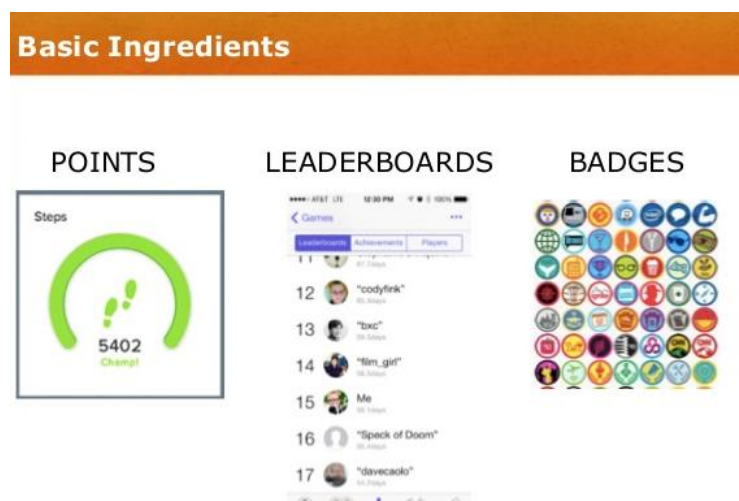 Basic Ingredients
POINTS
LEADERBOARDS
BADGES
Steps
5402
Champ!
AT&T LTE 12:30 PM 100%
Games
Leaderboards Achievements Players
11
12 "codyfink"
13 "bxc"
14 "film_girl"
15 Me
16 "Speck of Doom"
17 "davecaolo"